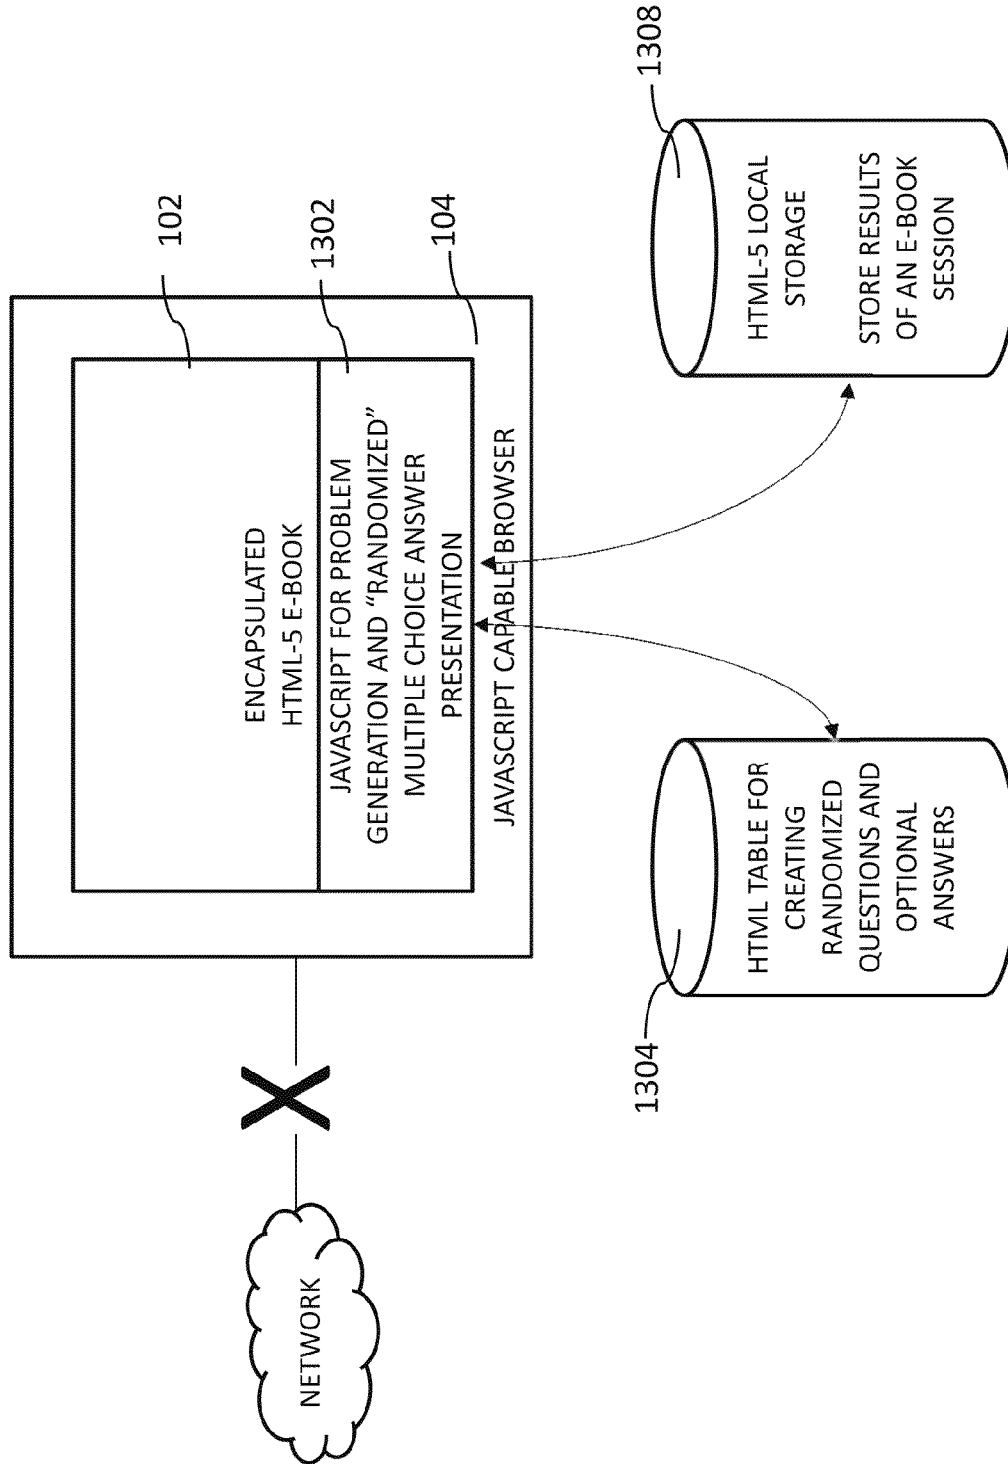 NETWORK
102
ENCAPSULATED
HTML-5 E-BOOK
1302
JAVASCRIPT FOR PROBLEM
GENERATION AND “RANDOMIZED”
MULTIPLE CHOICE ANSWER
PRESENTATION
104
JAVASCRIPT CAPABLE BROWSER
1304
HTML TABLE FOR
CREATING
RANDOMIZED
QUESTIONS AND
OPTIONAL
ANSWERS
1308
HTML-5 LOCAL
STORAGE
STORE RESULTS
OF AN E-BOOK
SESSION